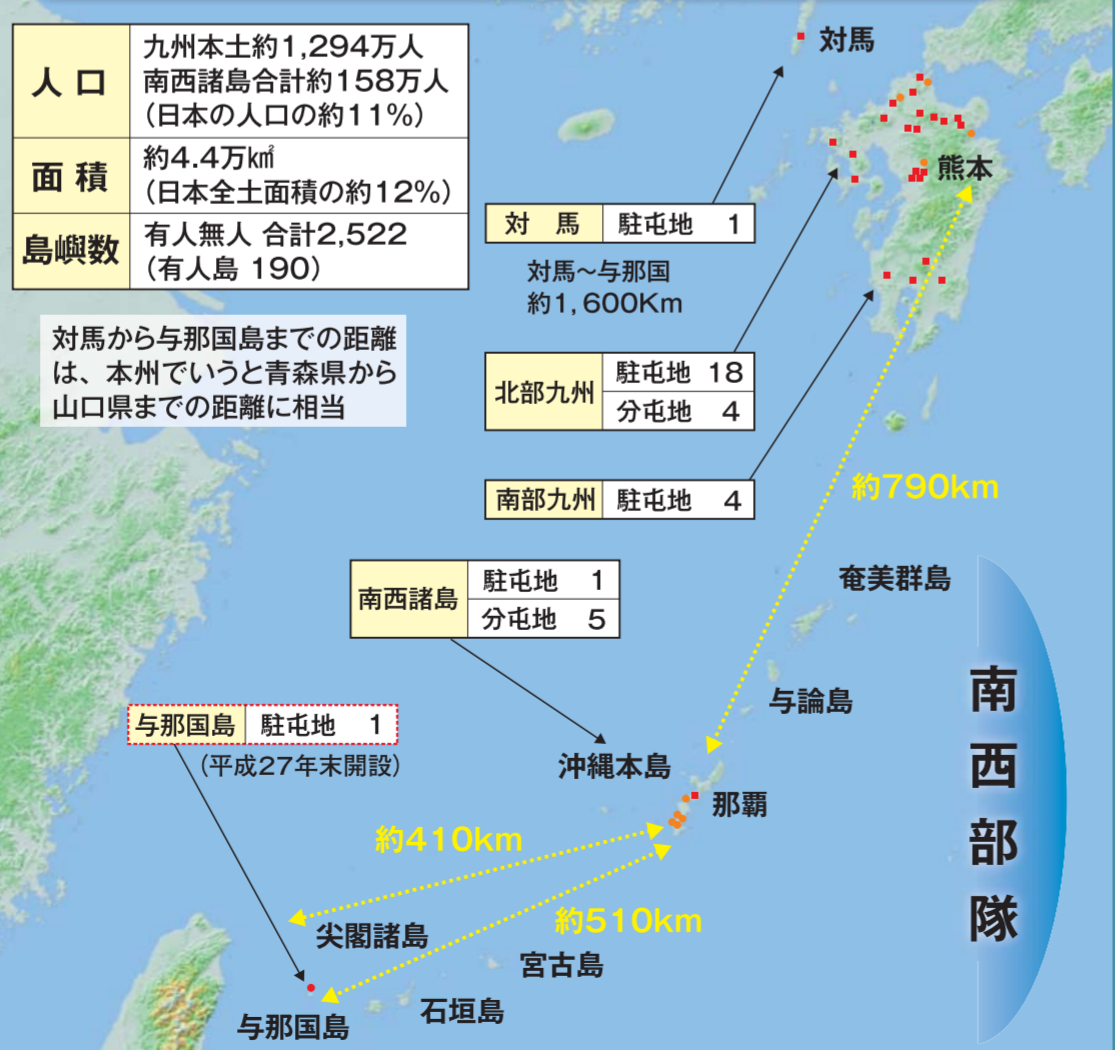 人口
九州本土約1,294万人
南西諸島合計約158万人
(日本の人口の約11%)
面積
約4.4万㎢
(日本全土面積の約12%)
島嶼数
有人無人 合計2,522
(有人島 190)
対馬から与那国島までの距離
は、本州でいうと青森県から
山口県までの距離に相当
対馬
熊本
対馬 駐屯地 1
対馬～与那国
約1,600Km
北部九州
駐屯地 18
分屯地 4
南部九州 駐屯地 4
約790km
奄美群島
南西諸島
駐屯地 1
分屯地 5
与論島
与那国島 駐屯地 1
(平成27年末開設)
沖縄本島
那覇
約410km
約510km
尖閣諸島
宮古島
石垣島
与那国島
南西部隊